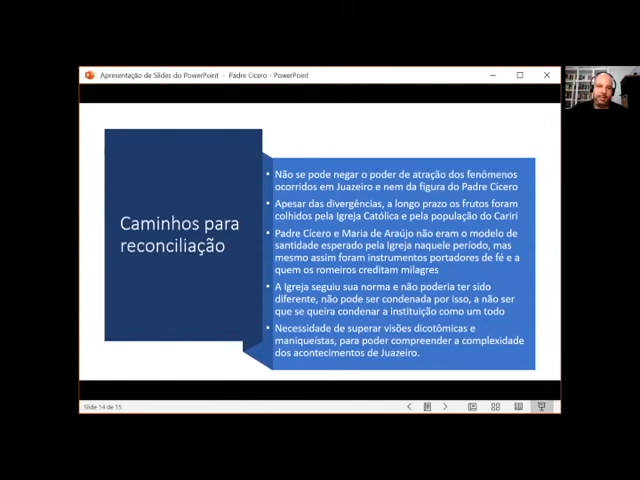 Apresentação de Slides do PowerPoint - Padre Cícero - PowerPoint
Caminhos para
reconciliação
• Não se pode negar o poder de atração dos fenômenos
ocorridos em Juazeiro e nem da figura do Padre Cícero
• Apesar das divergências, a longo prazo os frutos foram
colhidos pela Igreja Católica e pela população do Cariri
• Padre Cícero e Maria de Araújo não eram o modelo de
santidade esperado pela Igreja naquele período, mas
mesmo assim foram instrumentos portadores de fé e a
quem os romeiros creditam milagres
• A Igreja seguiu sua norma e não poderia ter sido
diferente, não pode ser condenada por isso, a não ser
que se queira condenar a instituição como um todo
• Necessidade de superar visões dicotômicas e
maniqueístas, para poder compreender a complexidade
dos acontecimentos de Juazeiro.
Slide 14 de 15